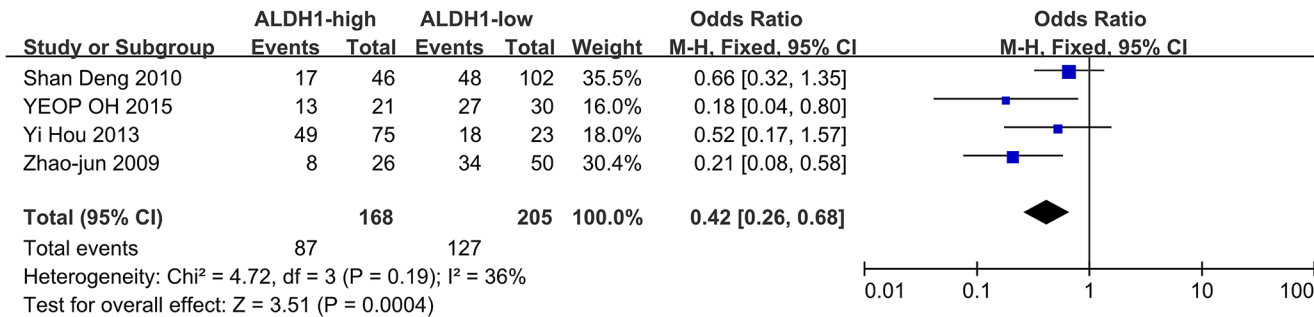 ALDH1-high ALDH1-low Odds Ratio Odds Ratio
Study or Subgroup Events Total Events Total Weight M-H, Fixed, 95% CI M-H, Fixed, 95% CI
Shan Deng 2010 17 46 48 102 35.5% 0.66 [0.32, 1.35]
YEOP OH 2015 13 21 27 30 16.0% 0.18 [0.04, 0.80]
Yi Hou 2013 49 75 18 23 18.0% 0.52 [0.17, 1.57]
Zhao-jun 2009 8 26 34 50 30.4% 0.21 [0.08, 0.58]
Total (95% CI) 168 205 100.0% 0.42 [0.26, 0.68]
Total events 87 127
Heterogeneity: Chi² = 4.72, df = 3 (P = 0.19); I² = 36%
Test for overall effect: Z = 3.51 (P = 0.0004)
0.01 0.1 1 10 100